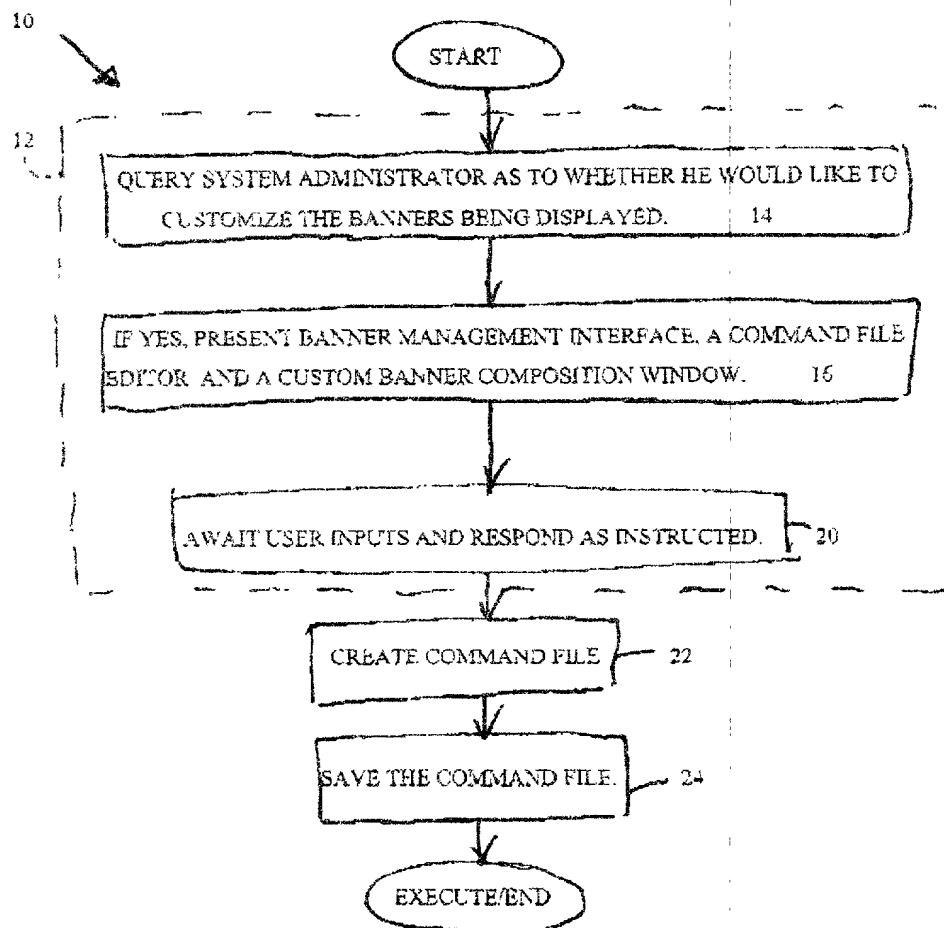 10
START
12
QUERY SYSTEM ADMINISTRATOR AS TO WHETHER HE WOULD LIKE TO
CUSTOMIZE THE BANNERS BEING DISPLAYED. 14
IF YES, PRESENT BANNER MANAGEMENT INTERFACE, A COMMAND FILE
EDITOR AND A CUSTOM BANNER COMPOSITION WINDOW. 16
AWAIT USER INPUTS AND RESPOND AS INSTRUCTED. 20
CREATE COMMAND FILE 22
SAVE THE COMMAND FILE. 24
EXECUTE/END